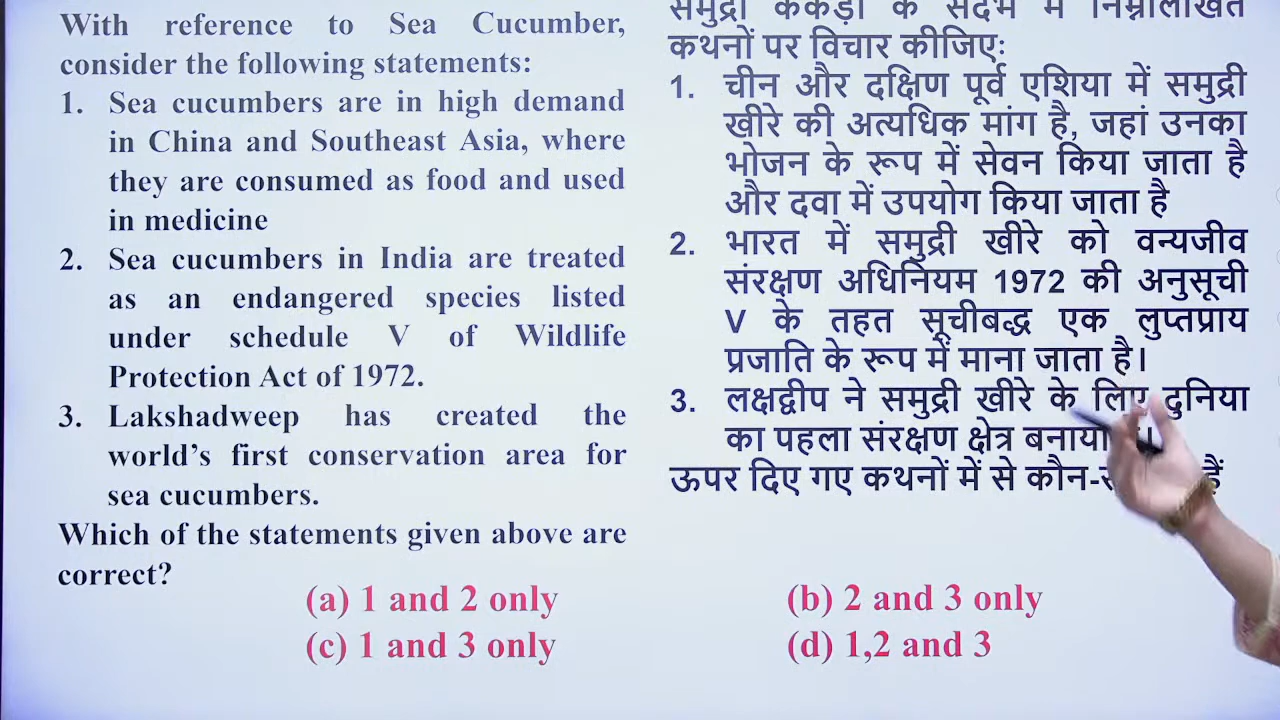 With reference to Sea Cucumber,
consider the following statements:
1. Sea cucumbers are in high demand
in China and Southeast Asia, where
they are consumed as food and used
in medicine
2. Sea cucumbers in India are treated
as an endangered species listed
under schedule V of Wildlife
Protection Act of 1972.
3. Lakshadweep has created the
world's first conservation area for
sea cucumbers.
Which of the statements given above are
correct?
समुद्री ककड़ी के संदर्भ में निम्नलिखित
कथनों पर विचार कीजिएः
1. चीन और दक्षिण पूर्व एशिया में समुद्री
खीरे की अत्यधिक मांग है, जहां उनका
भोजन के रूप में सेवन किया जाता है
और दवा में उपयोग किया जाता है
2. भारत में समुद्री खीरे को वन्यजीव
संरक्षण अधिनियम 1972 की अनुसूची
V के तहत सूचीबद्ध एक लुप्तप्राय
प्रजाति के रूप में माना जाता है।
3. लक्षद्वीप ने समुद्री खीरे के लिए दुनिया
का पहला संरक्षण क्षेत्र बनाया
ऊपर दिए गए कथनों में से कौन- हैं
(a) 1 and 2 only
(b) 2 and 3 only
(c) 1 and 3 only
(d) 1,2 and 3